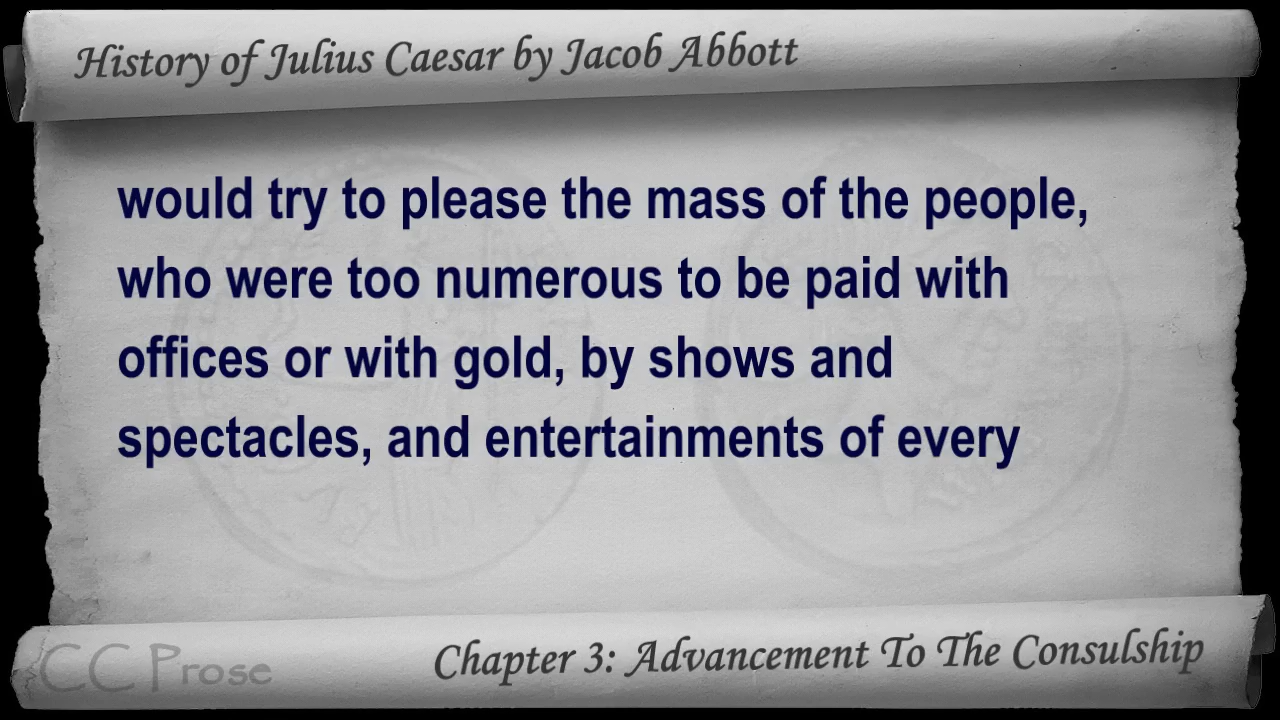 History of Julius Caesar by Jacob Abbott
would try to please the mass of the people,
who were too numerous to be paid with
offices or with gold, by shows and
spectacles, and entertainments of every
CC Prose
Chapter 3: Advancement To The Consulship